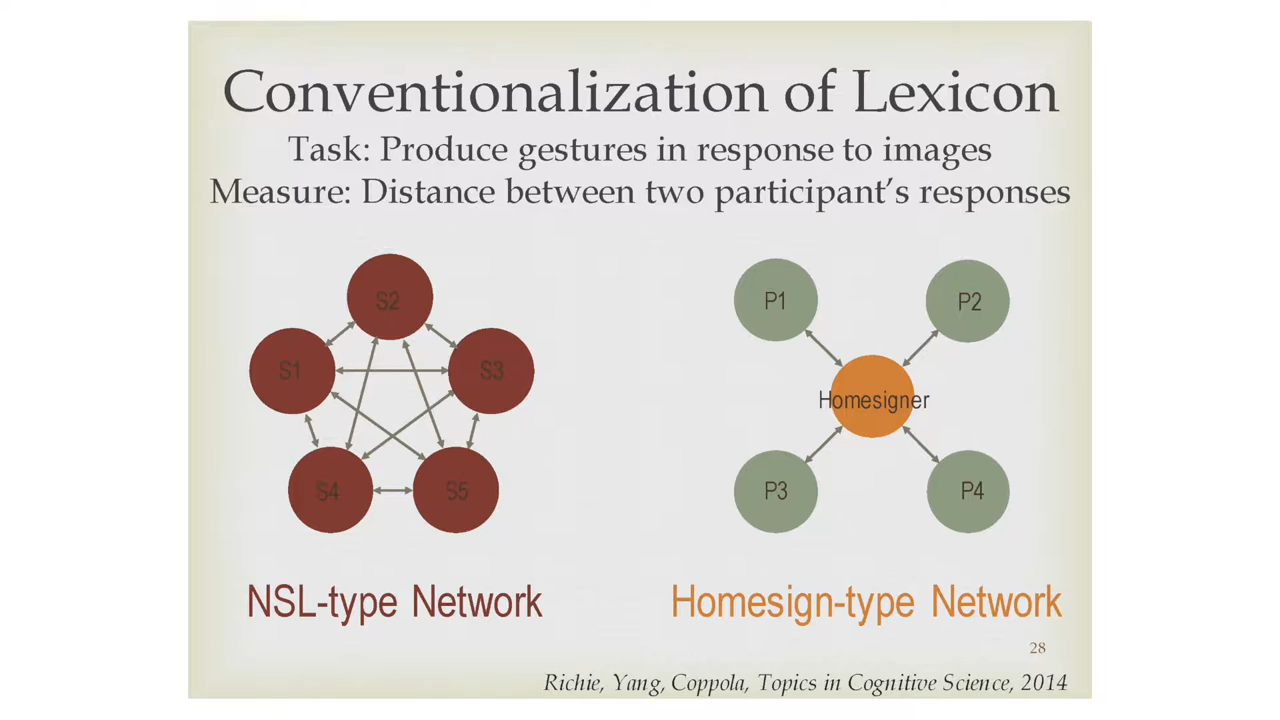 Conventionalization of Lexicon
Task: Produce gestures in response to images
Measure: Distance between two participant’s responses
S2
S1
S3
S4
S5
P1
P2
Homesigner
P3
P4
NSL-type Network
Homesign-type Network
28
Richie, Yang, Coppola, Topics in Cognitive Science, 2014